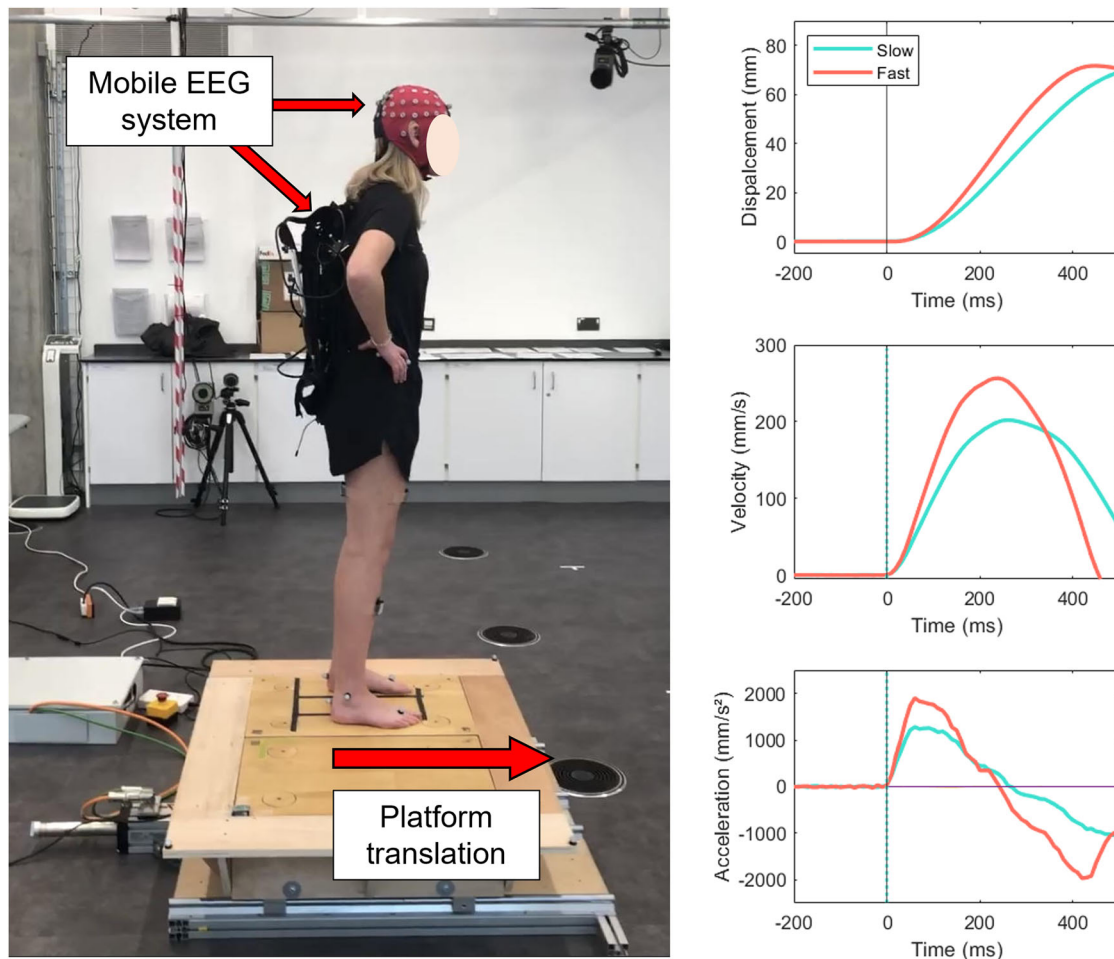 Mobile EEG
system
Platform
translation
80
60
40
20
0
Dispalcement (mm)
Slow
Fast
-200
0
200
400
Time (ms)
300
200
100
0
Velocity (mm/s)
-200
0
200
400
Time (ms)
2000
1000
0
-1000
-2000
Acceleration (mm/s²)
-200
0
200
400
Time (ms)